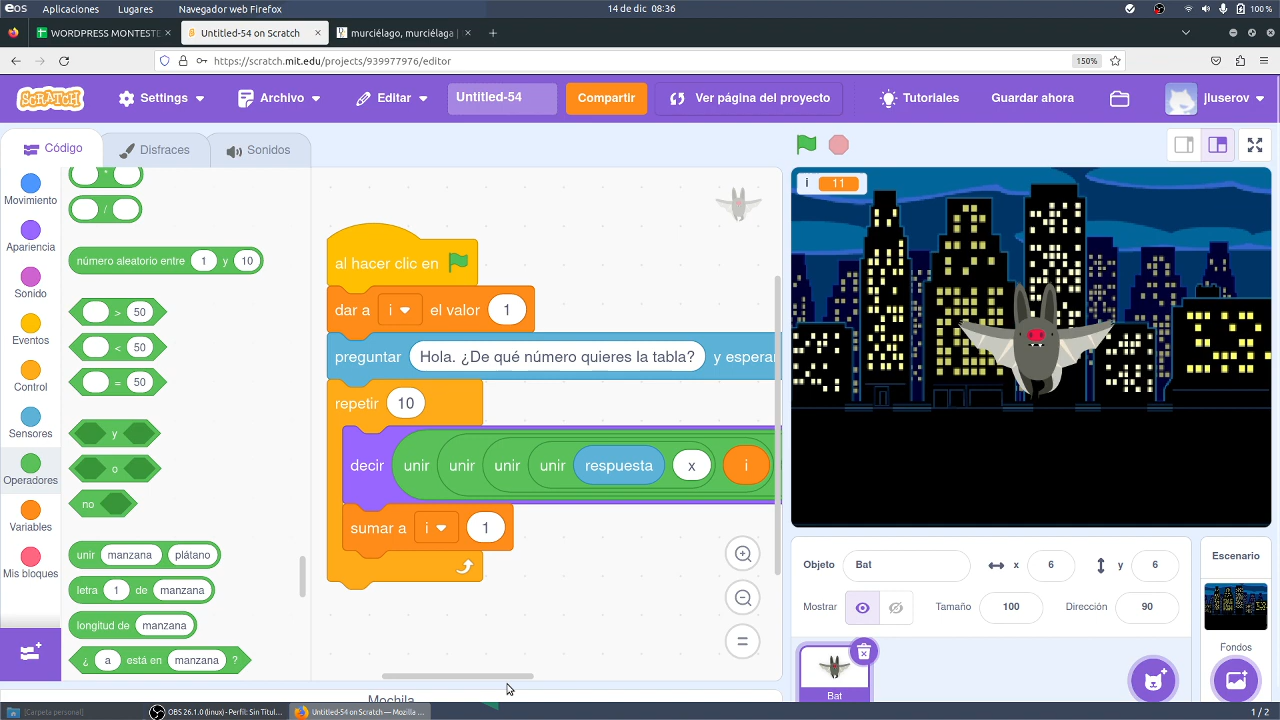 eos Aplicaciones Lugares Navegador web Firefox 14 de dic 08:36 100 %
WORDPRESS MONTEST × Untitled-54 on Scratch × murciélago, murciélaga | × +
https://scratch.mit.edu/projects/939977976/editor 150%
SCRATCH Settings Archivo Editar Untitled-54 Compartir Ver página del proyecto Tutoriales Guardar ahora jluserov
Código Disfraces Sonidos
Movimiento
Apariencia
Sonido
Eventos
Control
Sensores
Operadores
Variables
Mis bloques
*
/
número aleatorio entre 1 y 10
> 50
< 50
= 50
y
o
no
unir manzana plátano
letra 1 de manzana
longitud de manzana
¿ a está en manzana ?
al hacer clic en
dar a i el valor 1
preguntar Hola. ¿De qué número quieres la tabla? y esperar
repetir 10
decir unir unir unir unir respuesta x i
sumar a i 1
=
Mochila
i 11
Objeto Bat x 6 y 6
Mostrar Tamaño 100 Dirección 90
Bat
Escenario
Fondos
[Carpeta personal] OBS 26.1.0 (linux) - Perfil: Sin Titul... Untitled-54 on Scratch — Mozilla ... 1 / 2